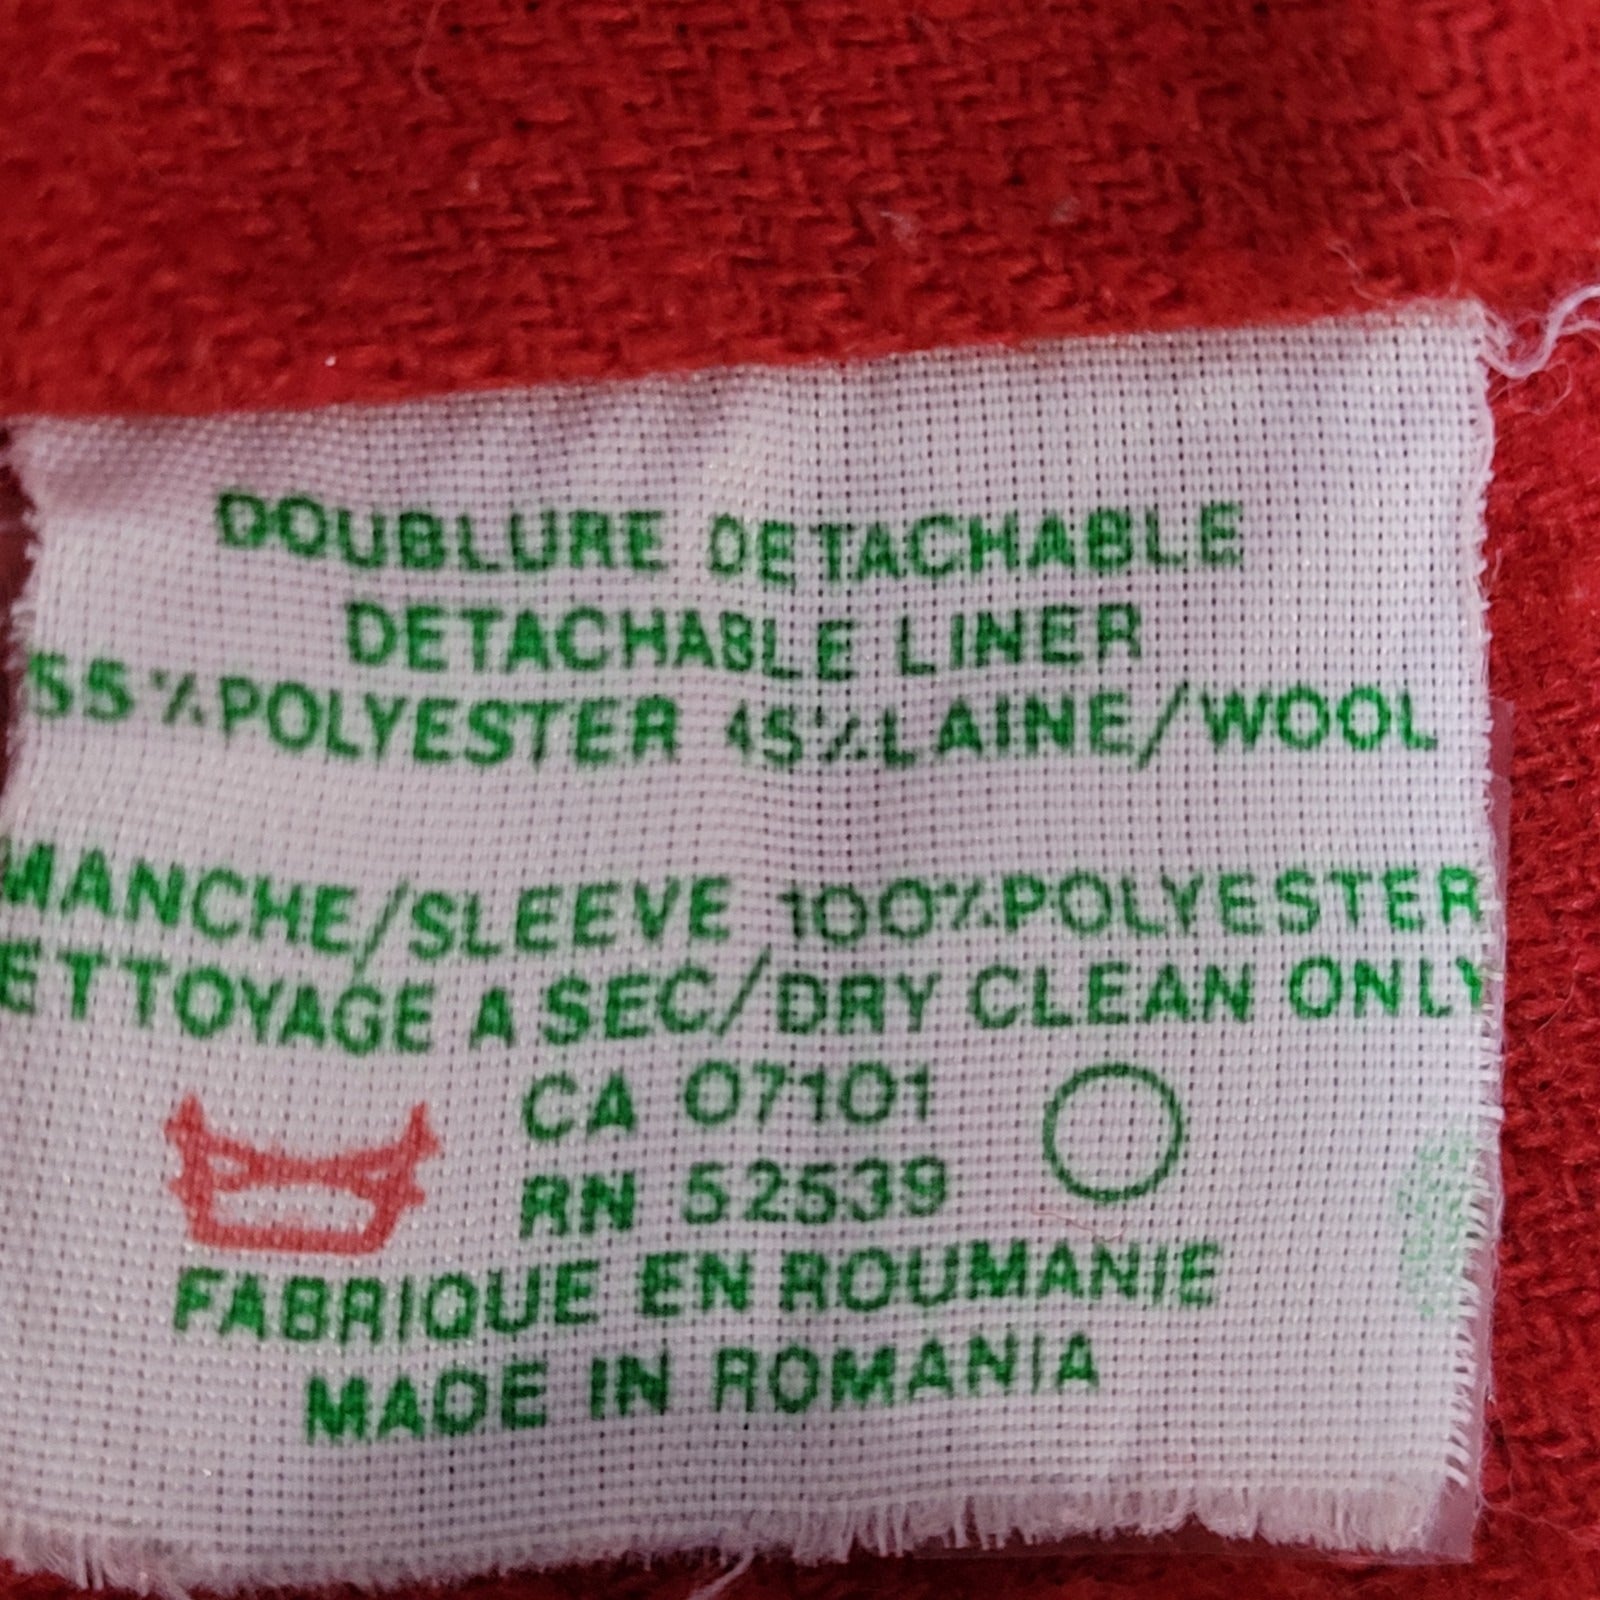 DOUBLURE DETACHABLE
DETACHABLE LINER
55%POLYESTER 45%LAINE/WOOL
MANCHE/SLEEVE 100%POLYESTER
ETTOYAGE A SEC/DRY CLEAN ONLY
CA 07101
RN 52539
FABRIQUE EN ROUMANIE
MADE IN ROMANIA